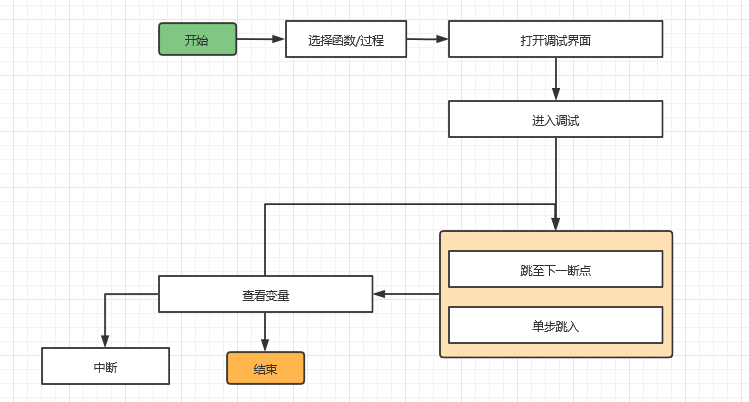 开始
选择函数/过程
打开调试界面
进入调试
跳至下一断点
单步跳入
查看变量
中断
结束